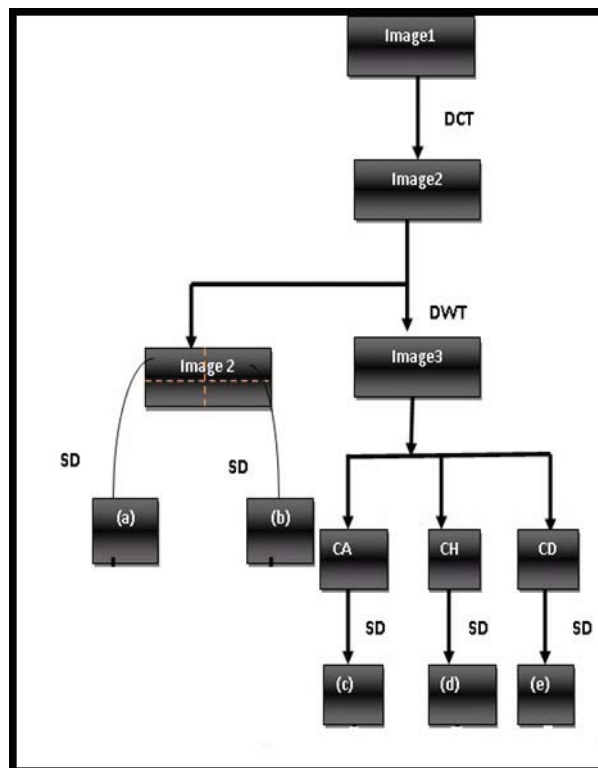 Image1
DCT
Image2
DWT
Image 2
Image3
SD
SD
(a)
(b)
CA
CH
CD
SD
SD
SD
(c)
(d)
(e)